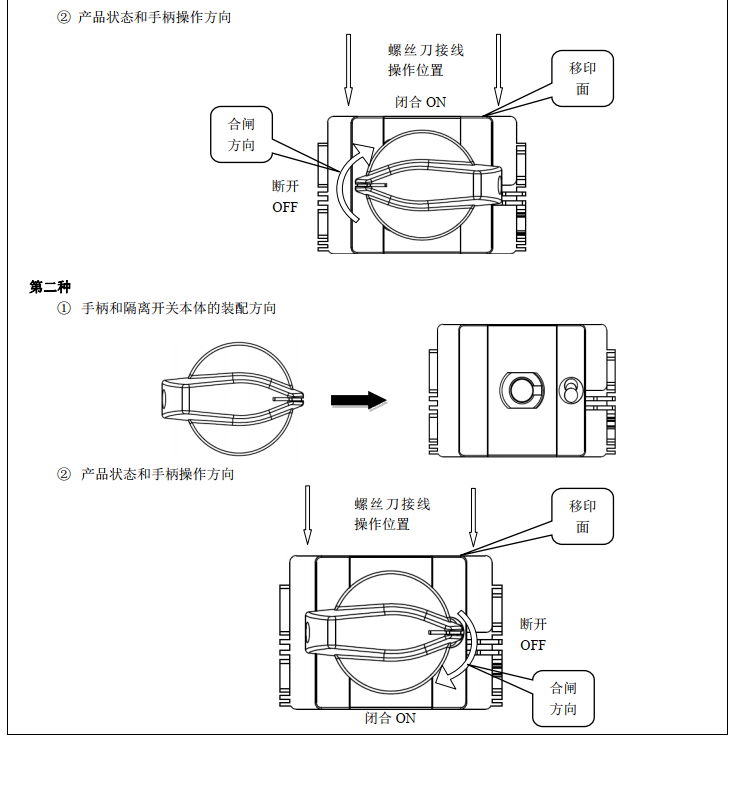 ② 产品状态和手柄操作方向
螺丝刀接线
操作位置
移印
面
闭合 ON
合闸
方向
断开
OFF
第二种
① 手柄和隔离开关本体的装配方向
② 产品状态和手柄操作方向
螺丝刀接线
操作位置
移印
面
断开
OFF
合闸
方向
闭合 ON